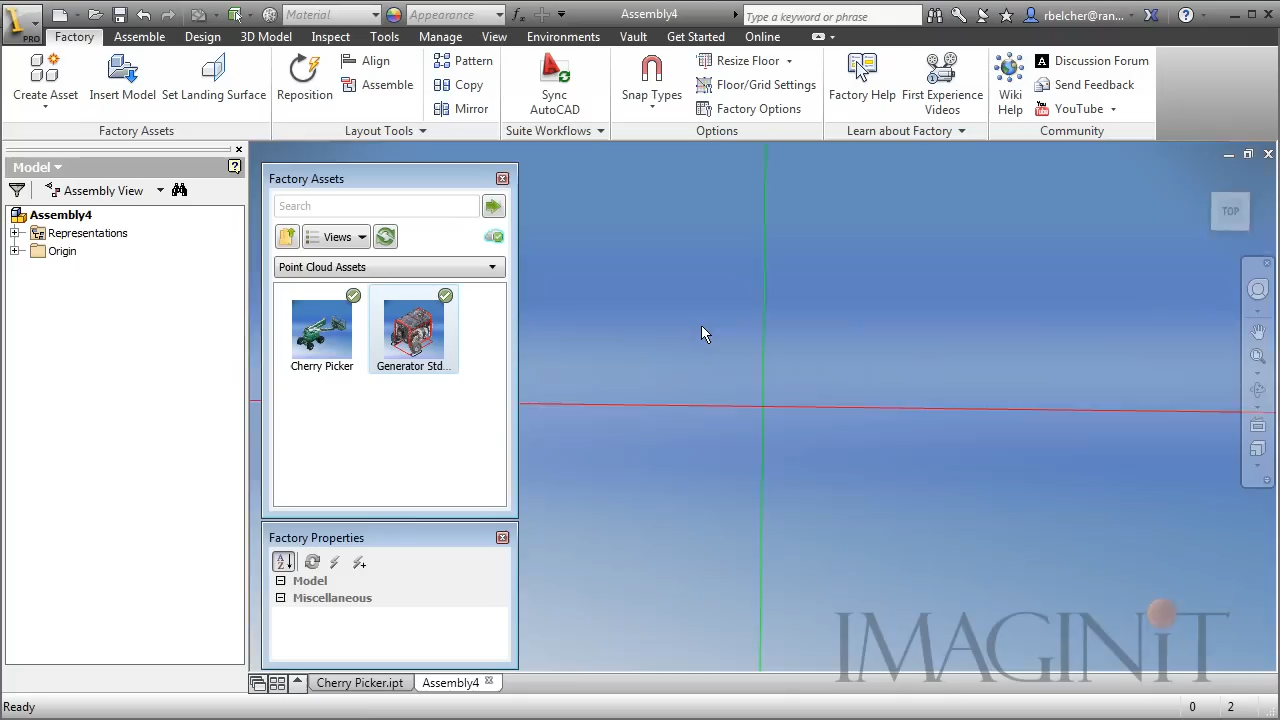 Material
Appearance
Assembly4
Type a keyword or phrase
rbelcher@ran...
PRO
Factory Assemble Design 3D Model Inspect Tools Manage View Environments Vault Get Started Online
Create Asset
Insert Model
Set Landing Surface
Factory Assets
Reposition
Align
Assemble
Pattern
Copy
Mirror
Layout Tools
Sync
AutoCAD
Suite Workflows
Snap Types
Resize Floor
Floor/Grid Settings
Factory Options
Options
Factory Help
First Experience
Videos
Learn about Factory
Wiki
Help
Discussion Forum
Send Feedback
YouTube
Community
Model
Assembly View
Assembly4
Representations
Origin
Factory Assets
Search
Views
Point Cloud Assets
Cherry Picker
Generator Std...
Factory Properties
Model
Miscellaneous
TOP
IMAGINiT
Cherry Picker.ipt
Assembly4
Ready
0 2